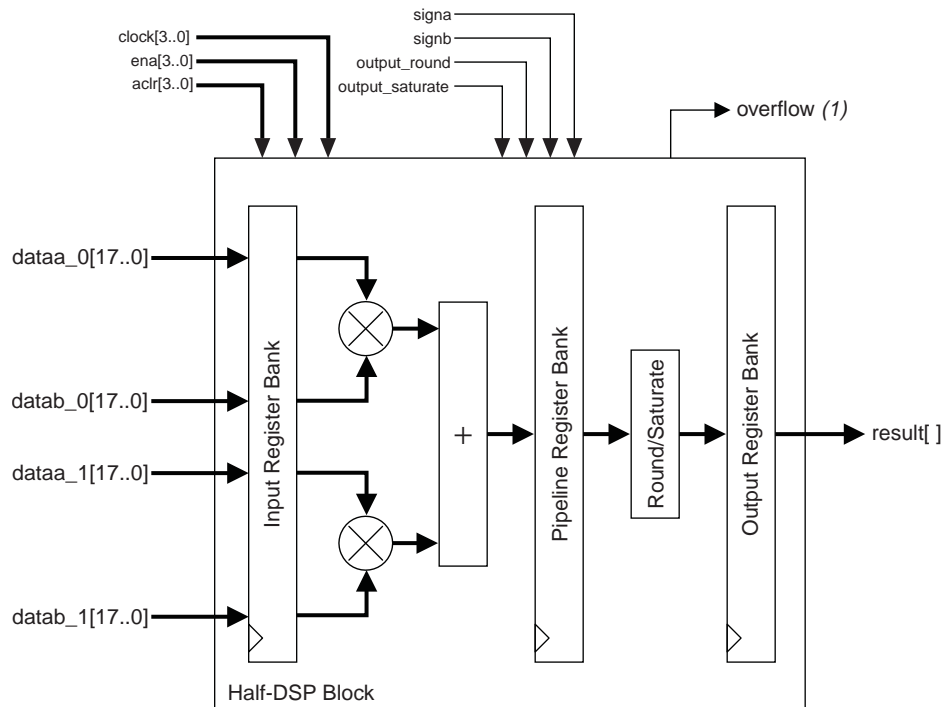 signa
signb
output_round
output_saturate
clock[3..0]
ena[3..0]
aclr[3..0]
overflow (1)
dataa_0[17..0]
datab_0[17..0]
dataa_1[17..0]
datab_1[17..0]
Input Register Bank
+
Pipeline Register Bank
Round/Saturate
Output Register Bank
result[ ]
Half-DSP Block